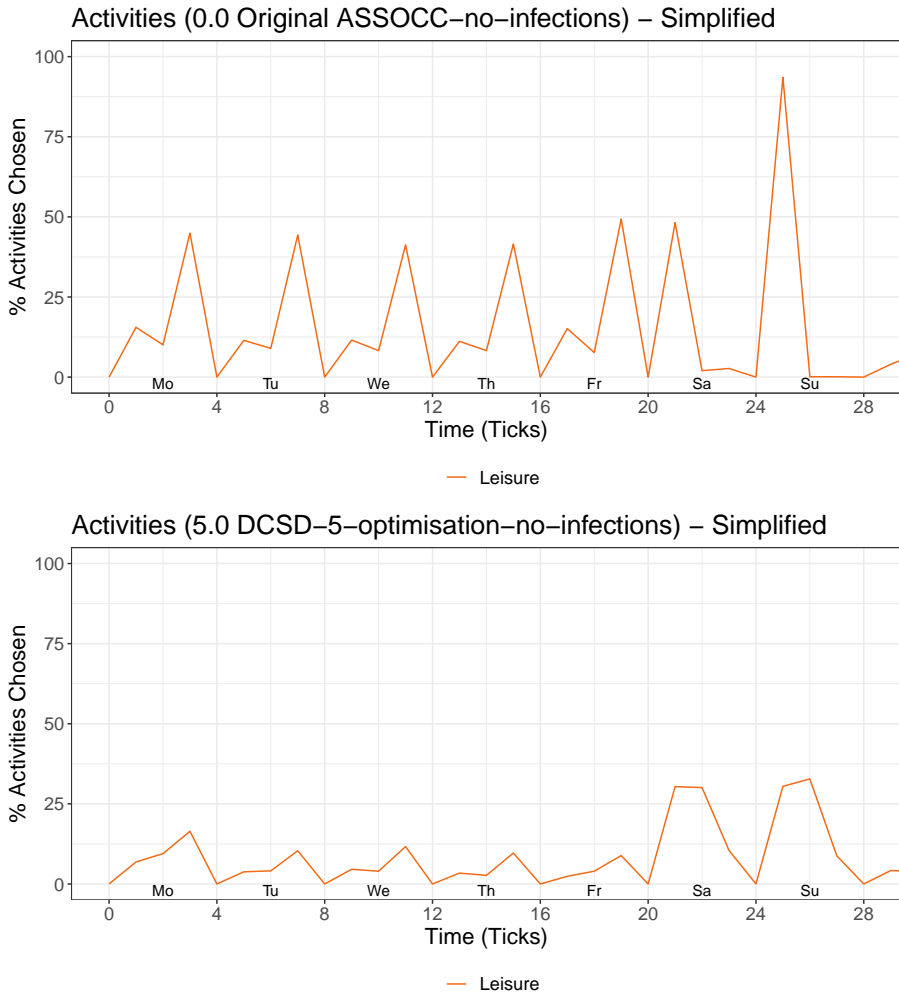 Activities (0.0 Original ASSOCC−no−infections) − Simplified
100
75
50
25
0
% Activities Chosen
Mo Tu We Th Fr Sa Su
0 4 8 12 16 20 24 28
Time (Ticks)
Leisure
Activities (5.0 DCSD−5−optimisation−no−infections) − Simplified
100
75
50
25
0
% Activities Chosen
Mo Tu We Th Fr Sa Su
0 4 8 12 16 20 24 28
Time (Ticks)
Leisure